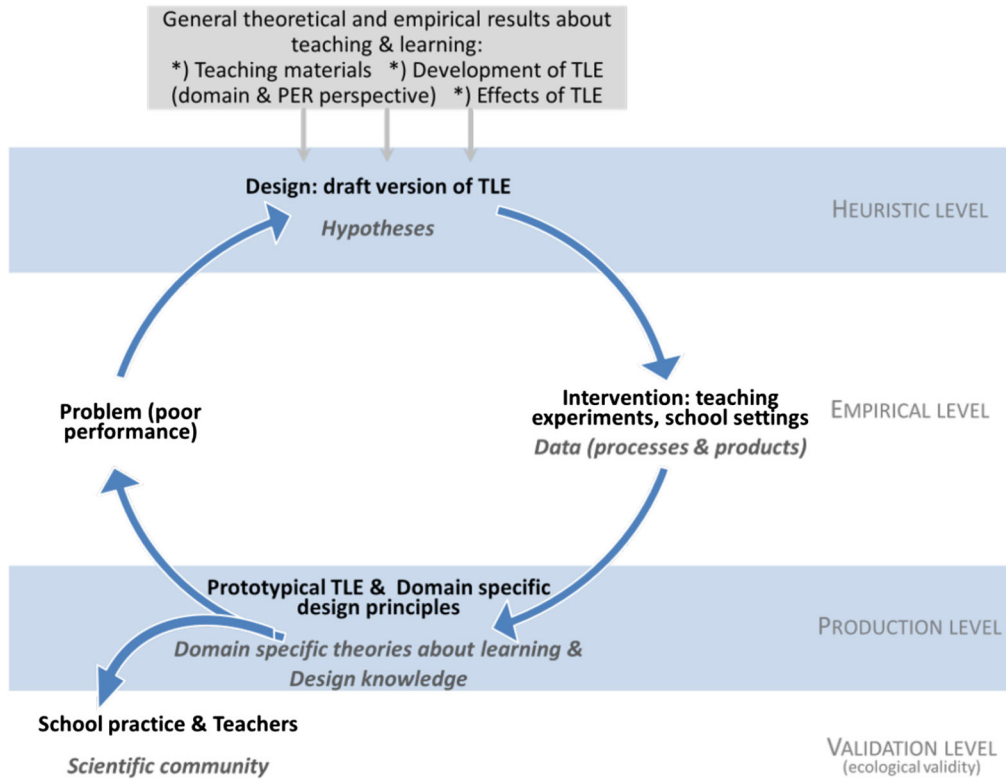 General theoretical and empirical results about
teaching & learning:
*) Teaching materials *) Development of TLE
(domain & PER perspective) *) Effects of TLE
Design: draft version of TLE
Hypotheses
HEURISTIC LEVEL
Problem (poor
performance)
Intervention: teaching
experiments, school settings
Data (processes & products)
EMPIRICAL LEVEL
Prototypical TLE & Domain specific
design principles
Domain specific theories about learning &
Design knowledge
PRODUCTION LEVEL
School practice & Teachers
Scientific community
VALIDATION LEVEL
(ecological validity)